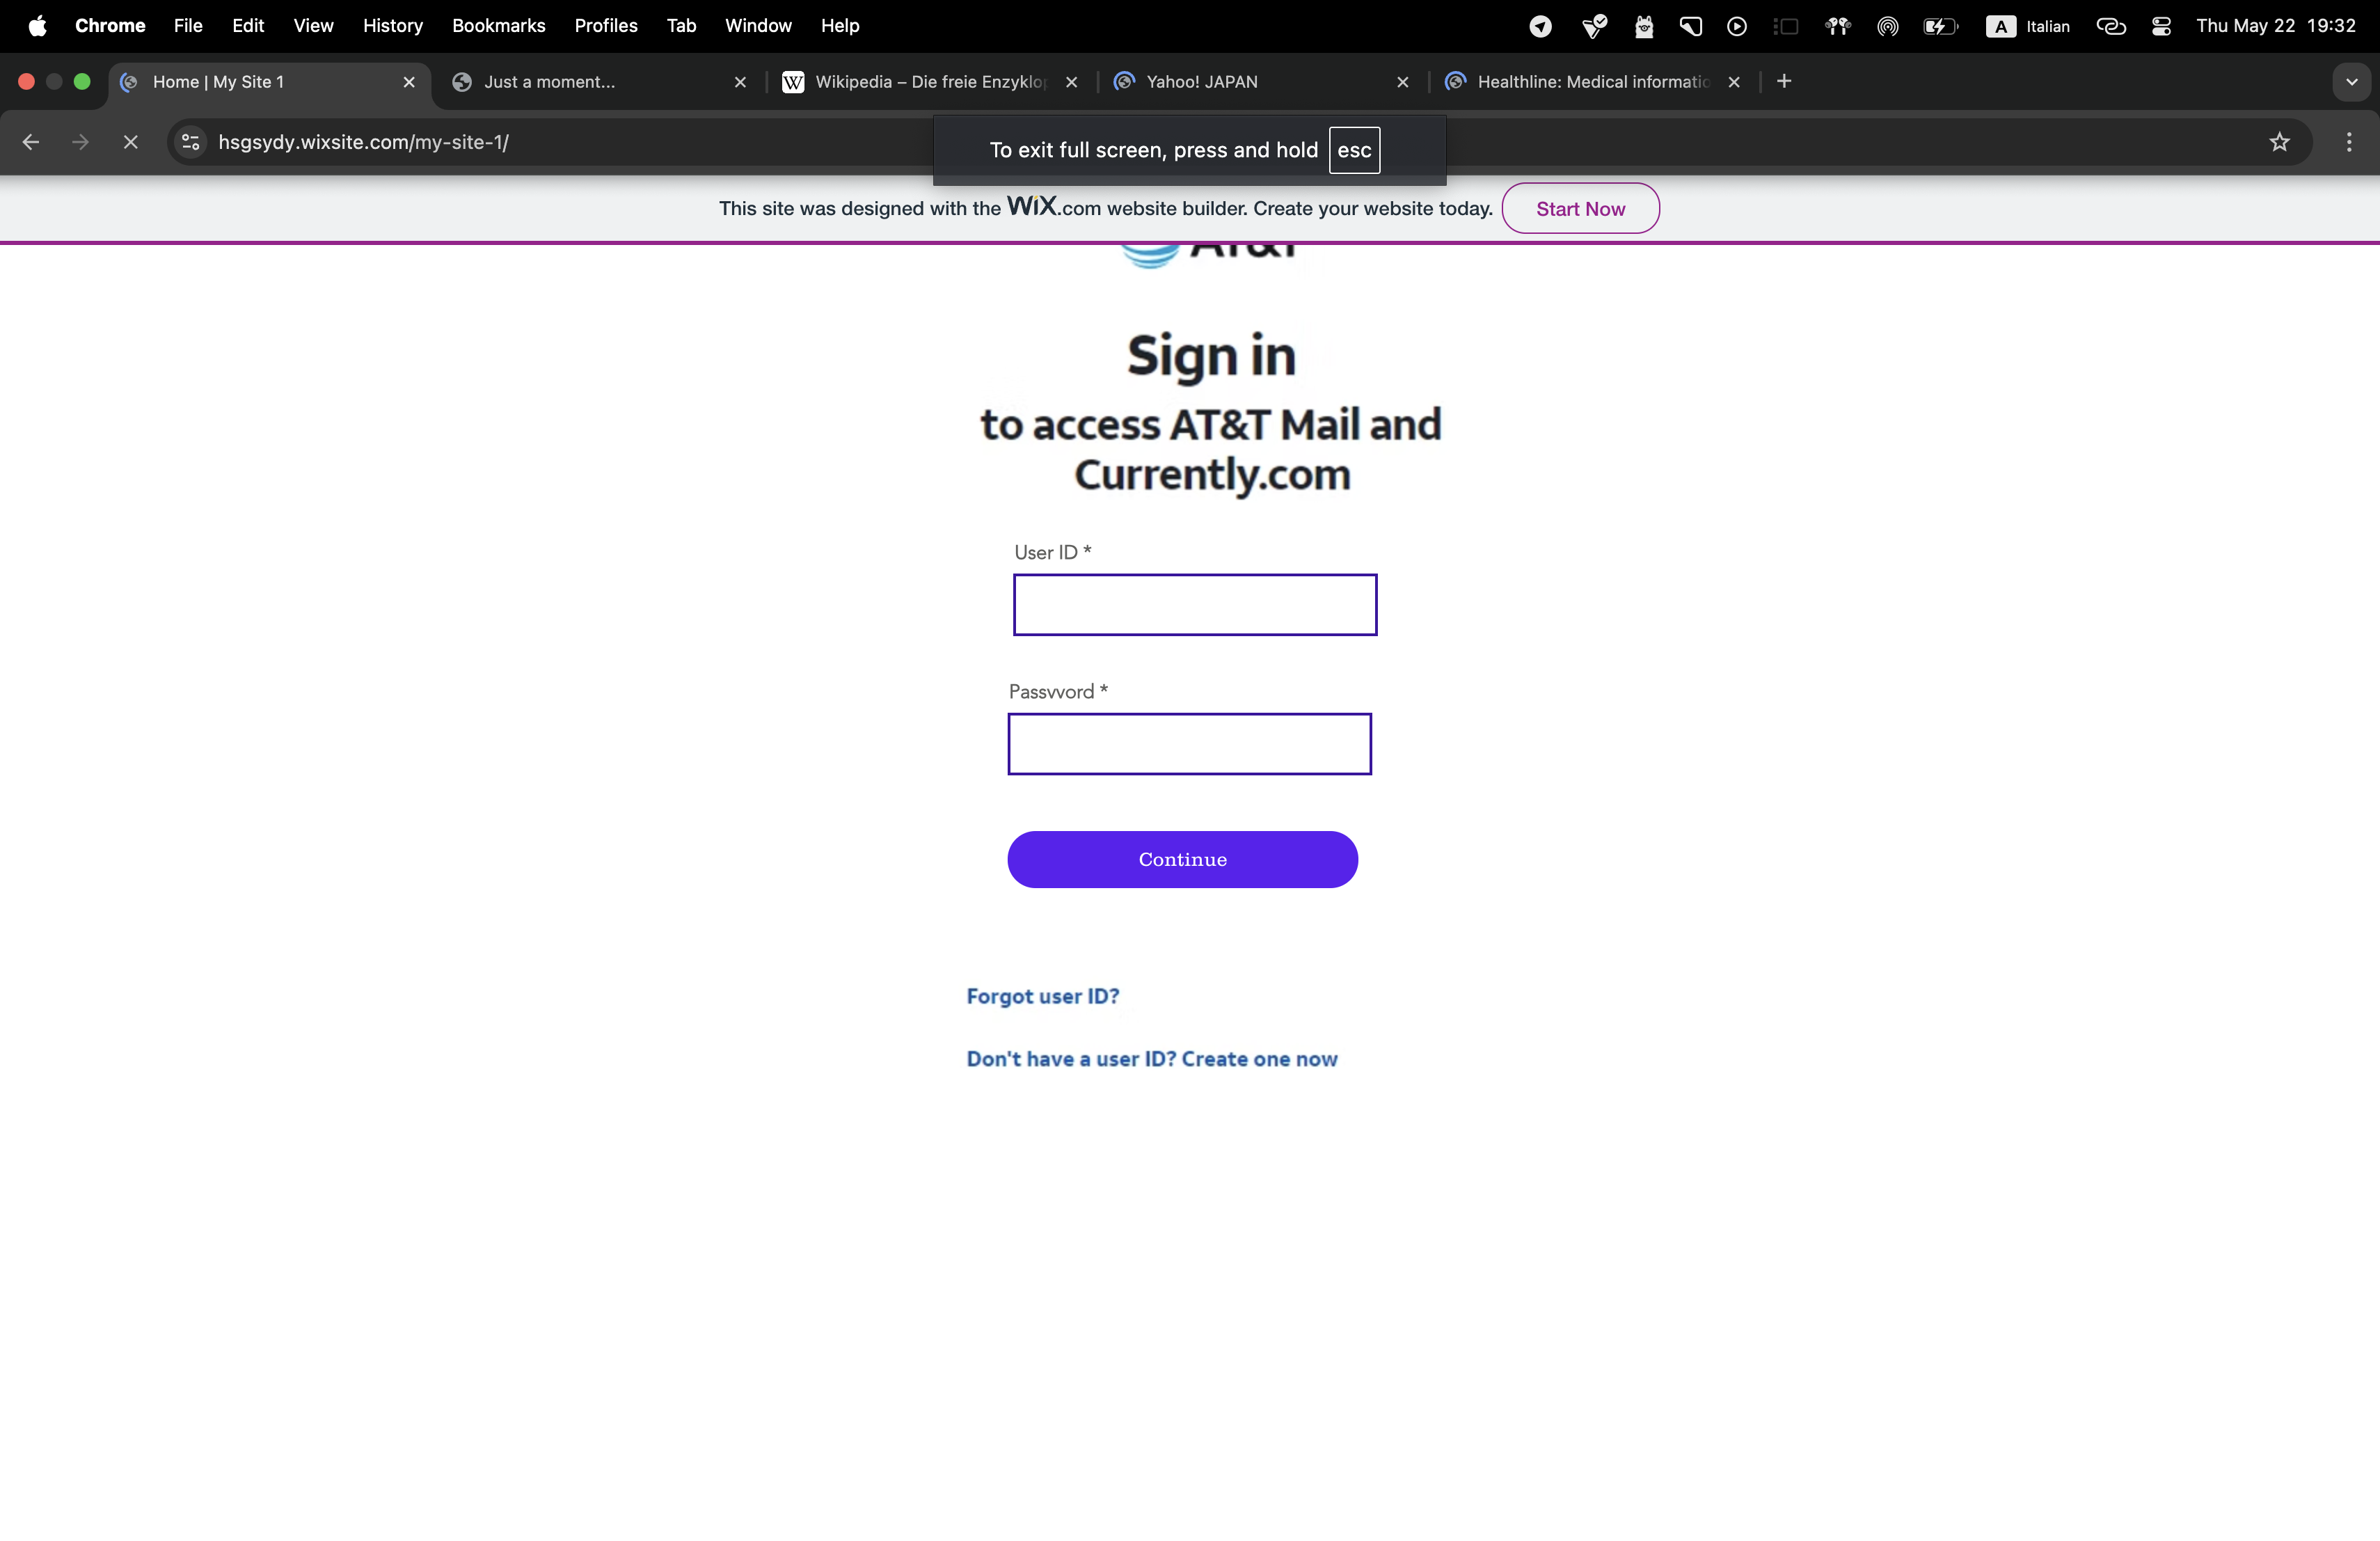 Chrome File Edit View History Bookmarks Profiles Tab Window Help A Italian Thu May 22 19:32
Home | My Site 1 Just a moment... W Wikipedia – Die freie Enzyklo Yahoo! JAPAN Healthline: Medical informatio
hsgsydy.wixsite.com/my-site-1/
To exit full screen, press and hold esc
This site was designed with the WiX.com website builder. Create your website today. Start Now
AT&T
Sign in
to access AT&T Mail and
Currently.com
User ID *
Passvvord *
Continue
Forgot user ID?
Don't have a user ID? Create one now